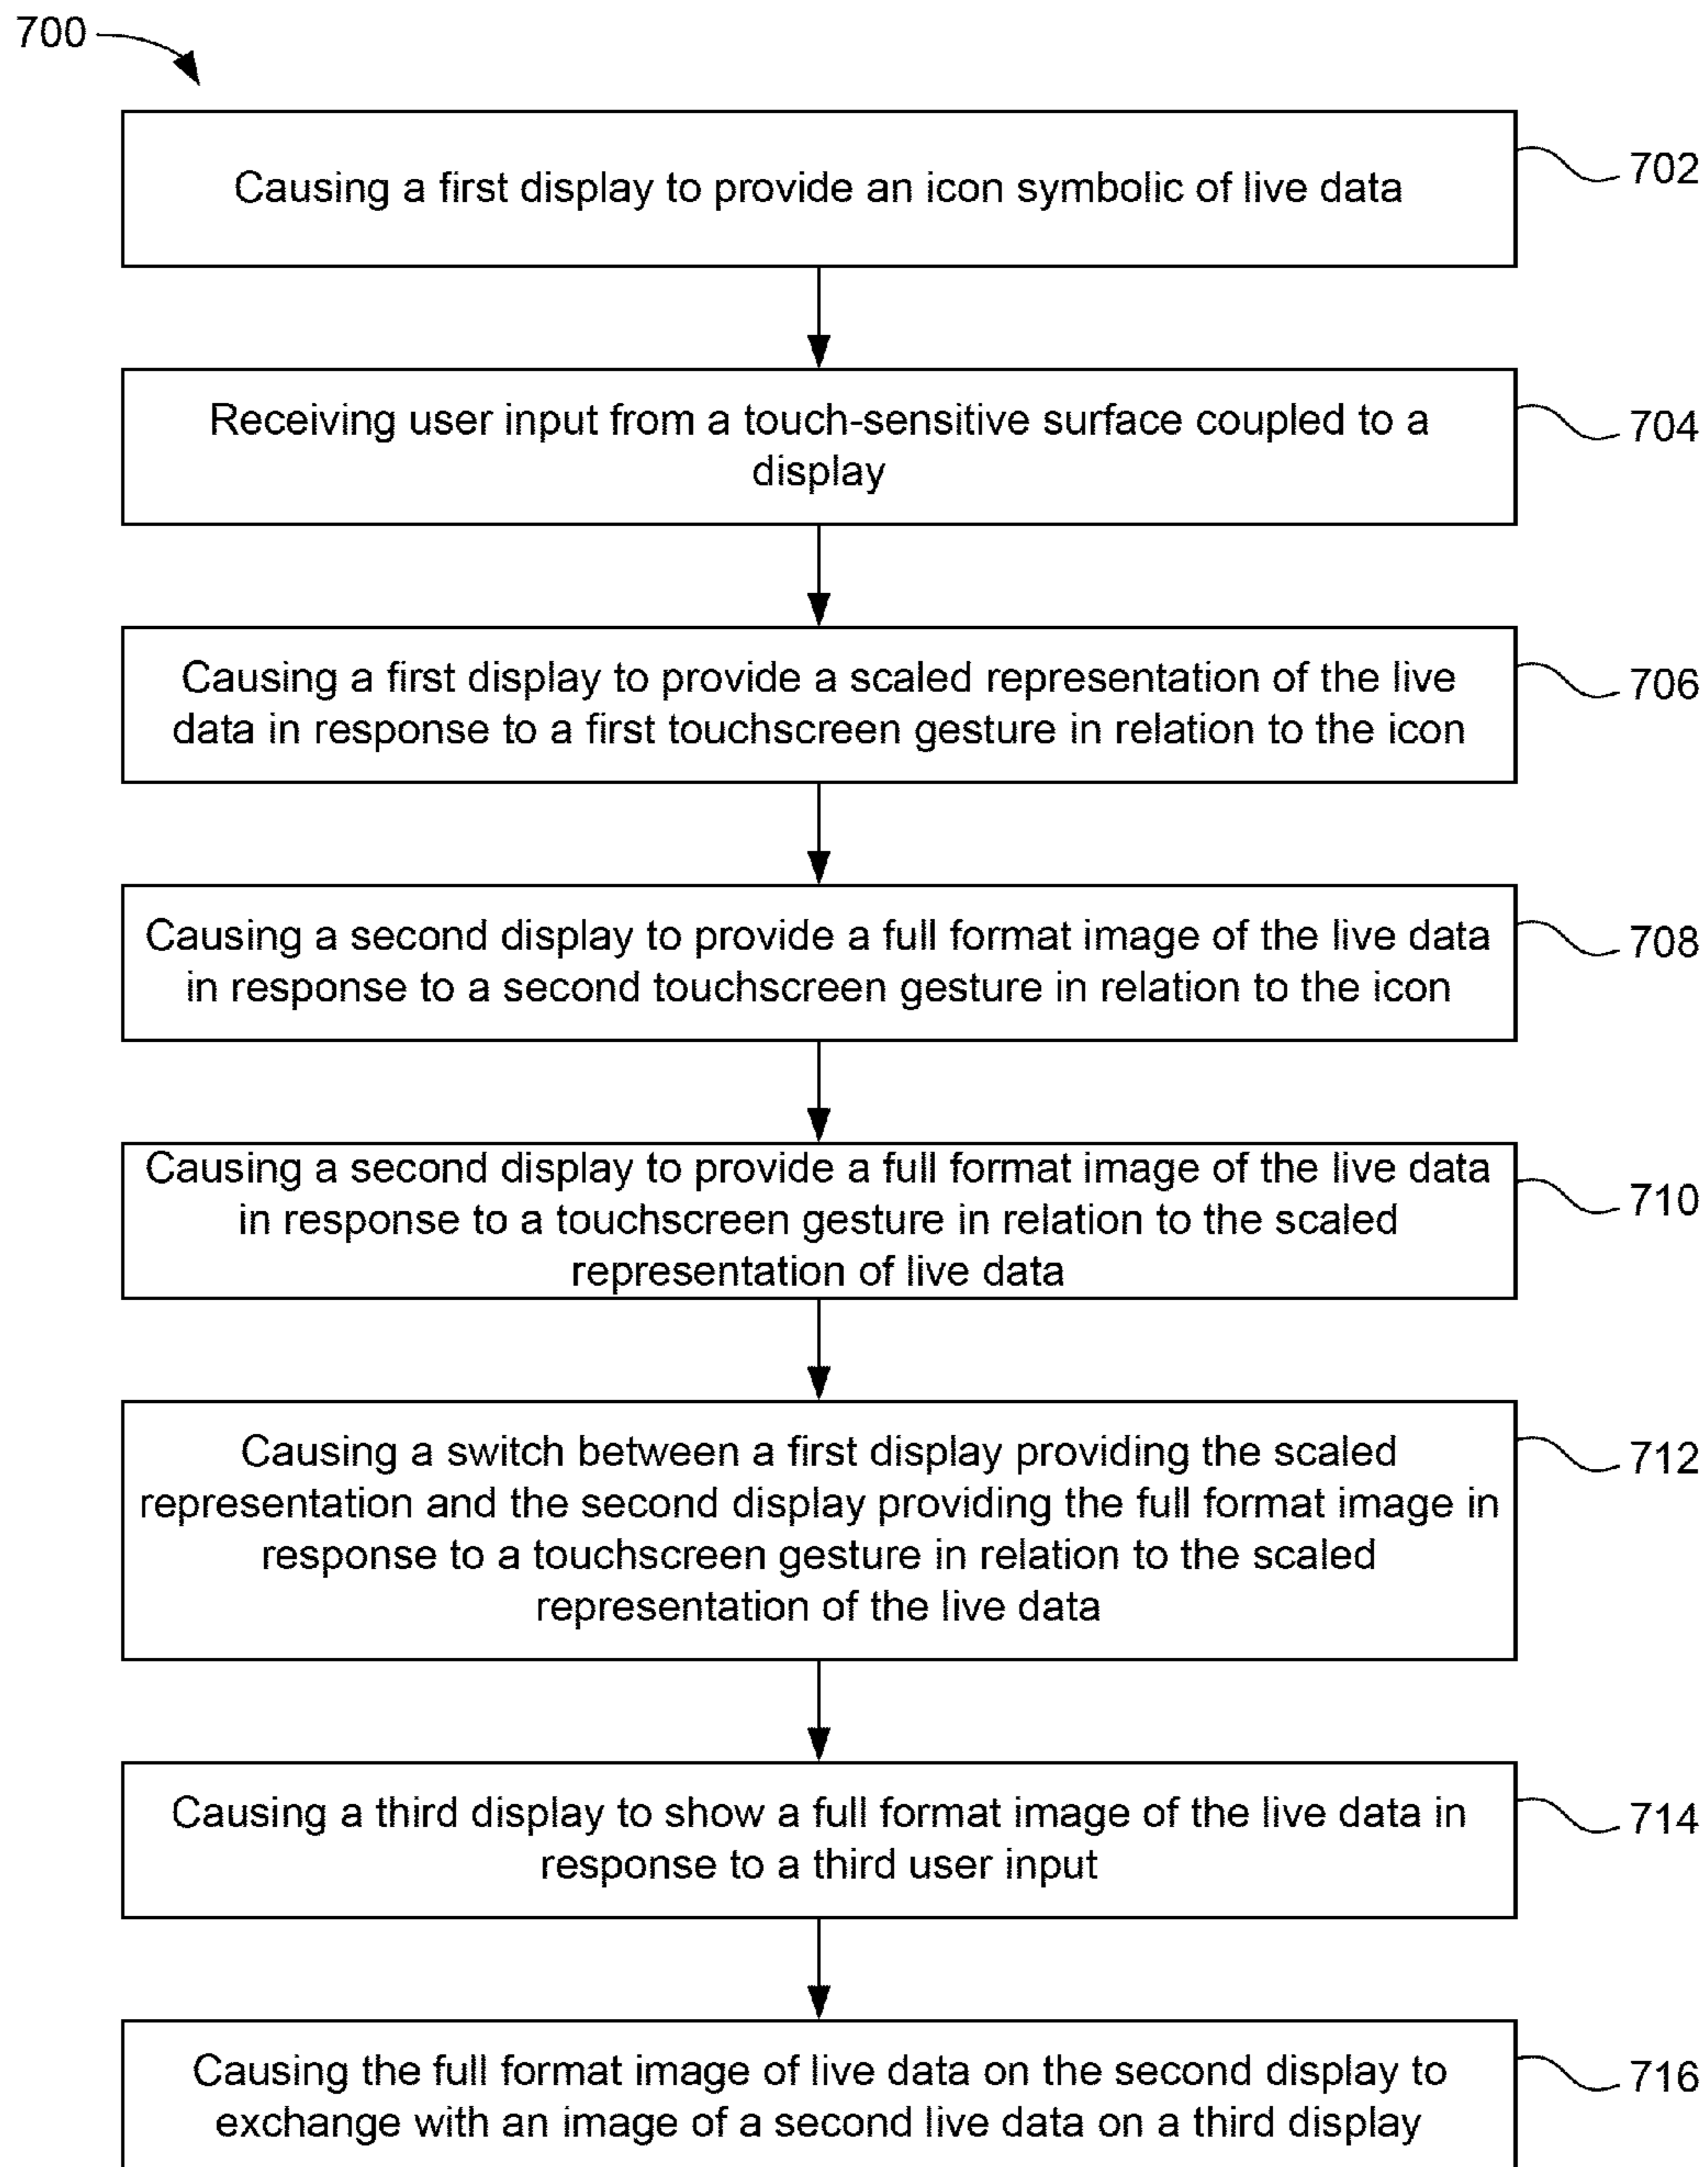 700
Causing a first display to provide an icon symbolic of live data
702
Receiving user input from a touch-sensitive surface coupled to a
display
704
Causing a first display to provide a scaled representation of the live
data in response to a first touchscreen gesture in relation to the icon
706
Causing a second display to provide a full format image of the live data
in response to a second touchscreen gesture in relation to the icon
708
Causing a second display to provide a full format image of the live data
in response to a touchscreen gesture in relation to the scaled
representation of live data
710
Causing a switch between a first display providing the scaled
representation and the second display providing the full format image in
response to a touchscreen gesture in relation to the scaled
representation of the live data
712
Causing a third display to show a full format image of the live data in
response to a third user input
714
Causing the full format image of live data on the second display to
exchange with an image of a second live data on a third display
716